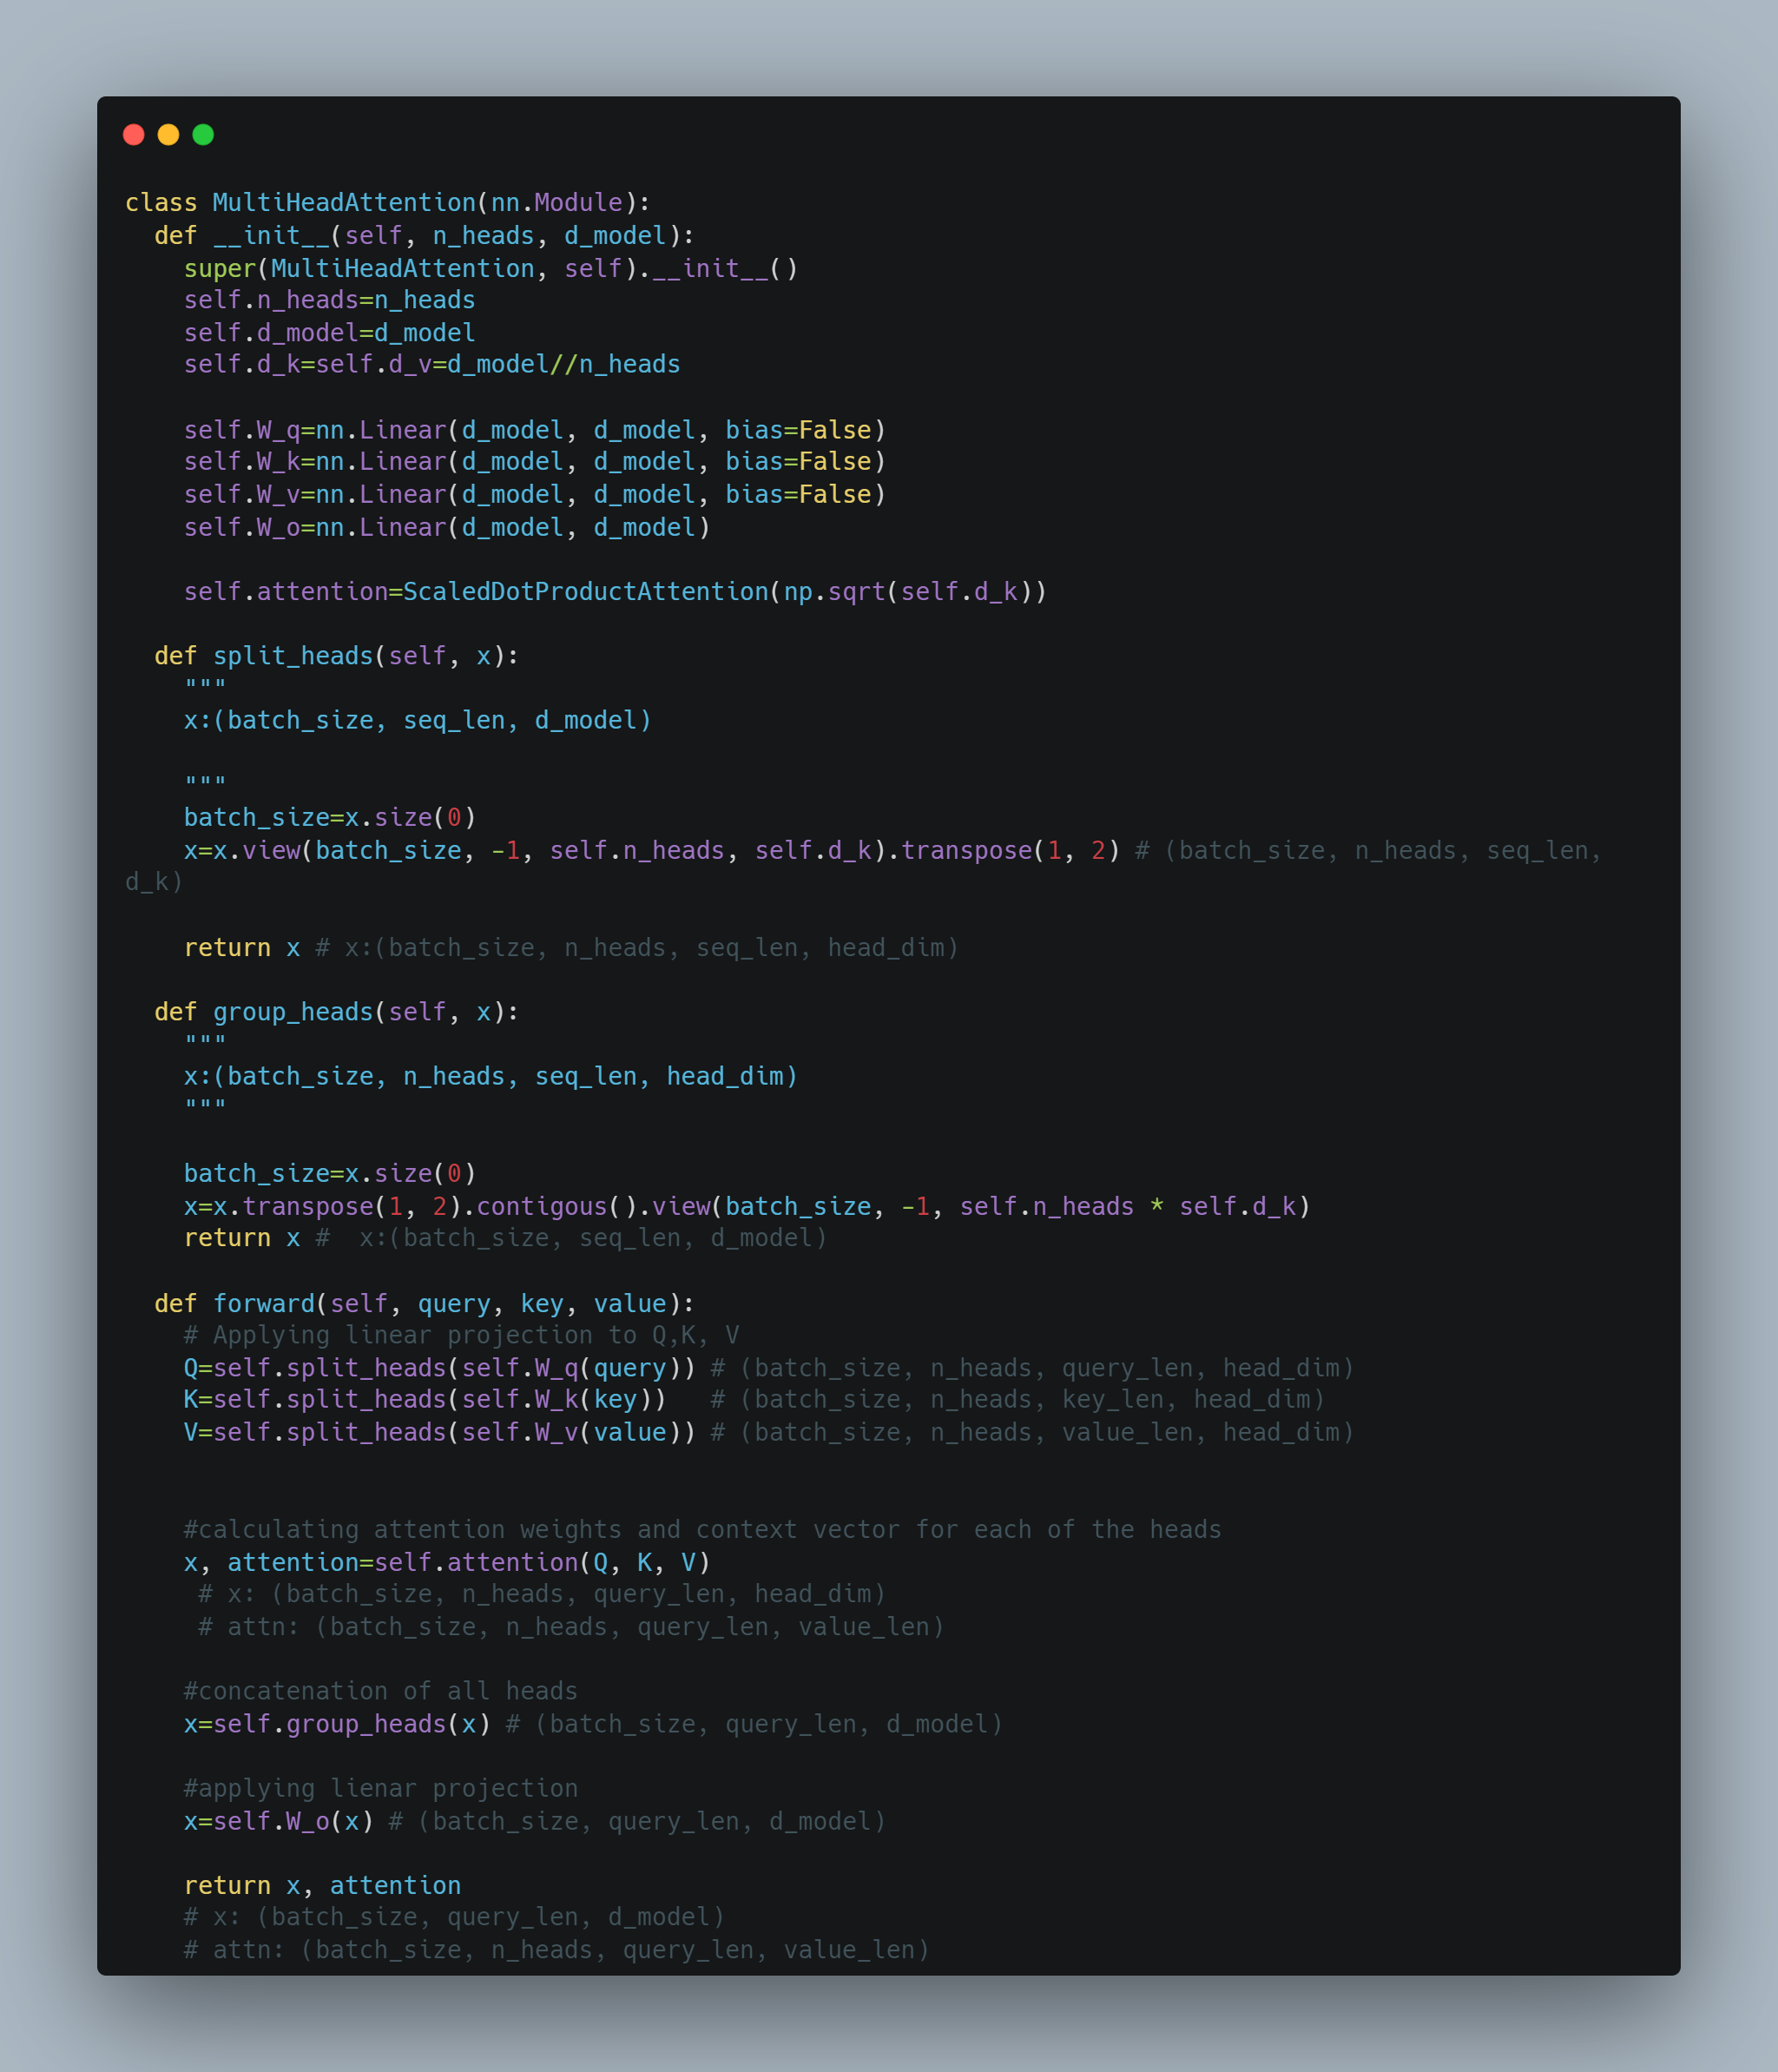 class MultiHeadAttention(nn.Module):
  def __init__(self, n_heads, d_model):
    super(MultiHeadAttention, self).__init__()
    self.n_heads=n_heads
    self.d_model=d_model
    self.d_k=self.d_v=d_model//n_heads

    self.W_q=nn.Linear(d_model, d_model, bias=False)
    self.W_k=nn.Linear(d_model, d_model, bias=False)
    self.W_v=nn.Linear(d_model, d_model, bias=False)
    self.W_o=nn.Linear(d_model, d_model)

    self.attention=ScaledDotProductAttention(np.sqrt(self.d_k))

  def split_heads(self, x):
    """
    x:(batch_size, seq_len, d_model)

    """
    batch_size=x.size(0)
    x=x.view(batch_size, -1, self.n_heads, self.d_k).transpose(1, 2) # (batch_size, n_heads, seq_len,
d_k)

    return x # x:(batch_size, n_heads, seq_len, head_dim)

  def group_heads(self, x):
    """
    x:(batch_size, n_heads, seq_len, head_dim)
    """

    batch_size=x.size(0)
    x=x.transpose(1, 2).contigous().view(batch_size, -1, self.n_heads * self.d_k)
    return x #  x:(batch_size, seq_len, d_model)

  def forward(self, query, key, value):
    # Applying linear projection to Q,K, V
    Q=self.split_heads(self.W_q(query)) # (batch_size, n_heads, query_len, head_dim)
    K=self.split_heads(self.W_k(key))   # (batch_size, n_heads, key_len, head_dim)
    V=self.split_heads(self.W_v(value)) # (batch_size, n_heads, value_len, head_dim)


    #calculating attention weights and context vector for each of the heads
    x, attention=self.attention(Q, K, V)
     # x: (batch_size, n_heads, query_len, head_dim)
     # attn: (batch_size, n_heads, query_len, value_len)

    #concatenation of all heads
    x=self.group_heads(x) # (batch_size, query_len, d_model)

    #applying lienar projection
    x=self.W_o(x) # (batch_size, query_len, d_model)

    return x, attention
    # x: (batch_size, query_len, d_model)
    # attn: (batch_size, n_heads, query_len, value_len)